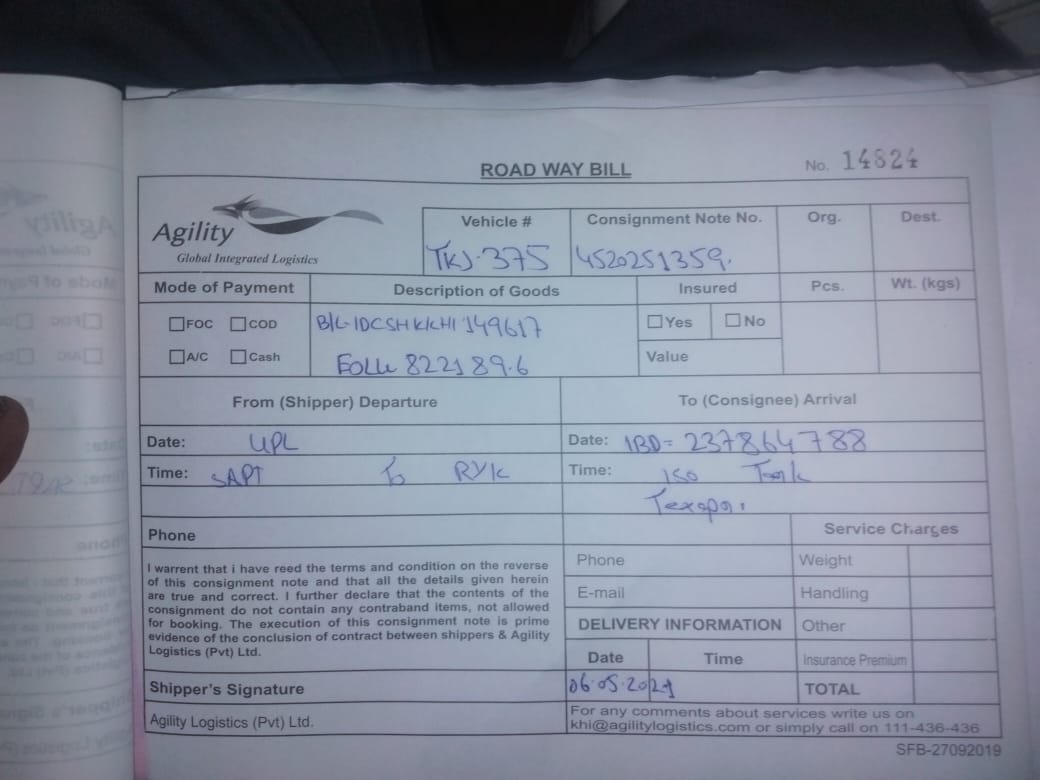 ROAD WAY BILL
No. 14824
Agility
Global Integrated Logistics
Vehicle #
Consignment Note No.
Org.
Dest.
TKJ-375
4520251359.
Mode of Payment
Description of Goods
Insured
Pcs.
Wt. (kgs)
FOC
COD
A/C
Cash
822189.6
Yes
No
Value
From (Shipper) Departure
To (Consignee) Arrival
Date: UPL
Date: IBD = 237864788
Time: SAPT To RYK
Time: ISO Tank
Phone
Service Charges
I warrent that i have reed the terms and condition on the reverse
of this consignment note and that all the details given herein
are true and correct. I further declare that the contents of the
consignment do not contain any contraband items, not allowed
for booking. The execution of this consignment note is prime
evidence of the conclusion of contract between shippers & Agility
Logistics (Pvt) Ltd.
Phone
Weight
E-mail
Handling
DELIVERY INFORMATION
Other
Date
Time
Insurance Premium
Shipper's Signature
06.05.2021
TOTAL
Agility Logistics (Pvt) Ltd.
For any comments about services write us on
khi@agilitylogistics.com or simply call on 111-436-436
SFB-27092019